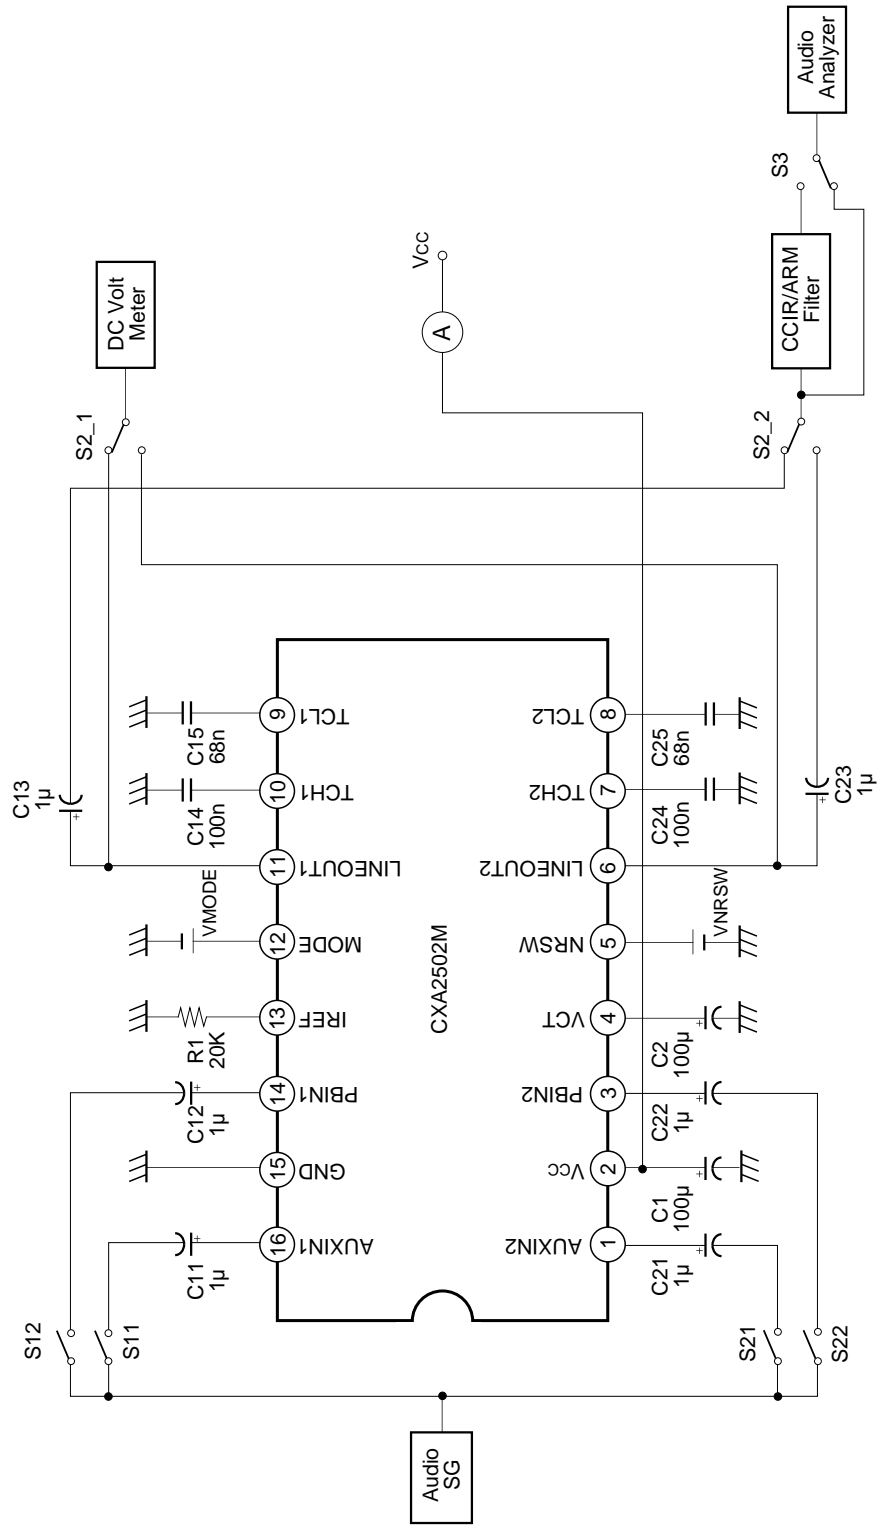 Audio
SG
S12
S11
S21
S22
C11
1µ
C12
1µ
R1
20K
VMODE
C13
1µ
C14
100n
C15
68n
16
15
14
13
12
11
10
9
AUXIN1
GND
PBIN1
IREF
MODE
LINEOUT1
TCH1
TCL1
CXA2502M
AUXIN2
Vcc
PBIN2
VCT
NRSW
LINEOUT2
TCH2
TCL2
1
2
3
4
5
6
7
8
C21
1µ
C1
100µ
C22
1µ
C2
100µ
VNRSW
C24
100n
C25
68n
C23
1µ
+
+
+
+
+
+
+
+
S2_1
DC Volt
Meter
A
Vcc
S2_2
CCIR/ARM
Filter
S3
Audio
Analyzer